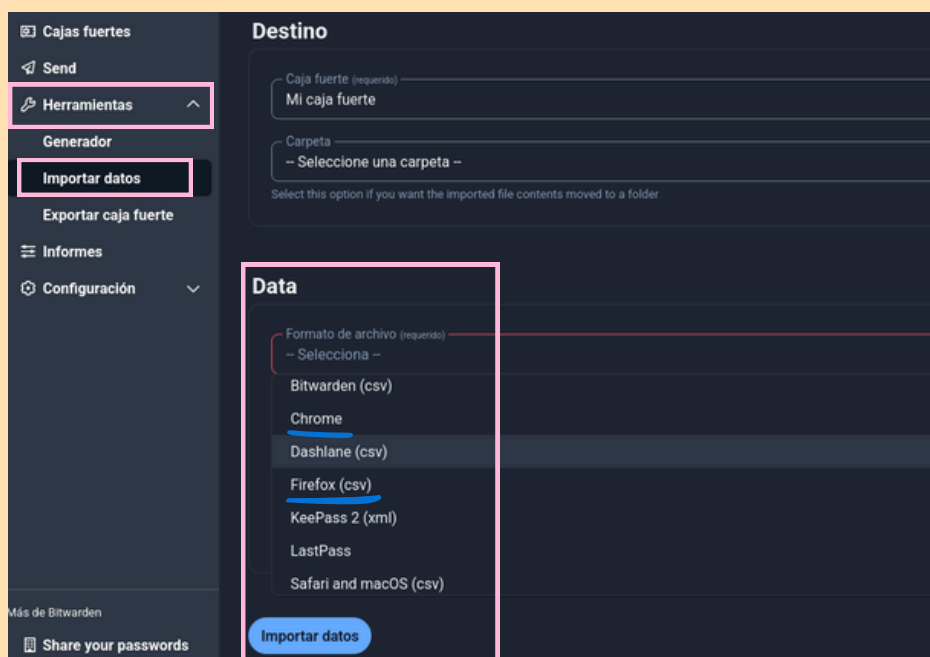 Cajas fuertes
Send
Herramientas
Generador
Importar datos
Exportar caja fuerte
Informes
Configuración
Más de Bitwarden
Share your passwords
Destino
Caja fuerte (requerido)
Mi caja fuerte
Carpeta
-- Seleccione una carpeta --
Select this option if you want the imported file contents moved to a folder
Data
Formato de archivo (requerido)
-- Selecciona --
Bitwarden (csv)
Chrome
Dashlane (csv)
Firefox (csv)
KeePass 2 (xml)
LastPass
Safari and macOS (csv)
Importar datos